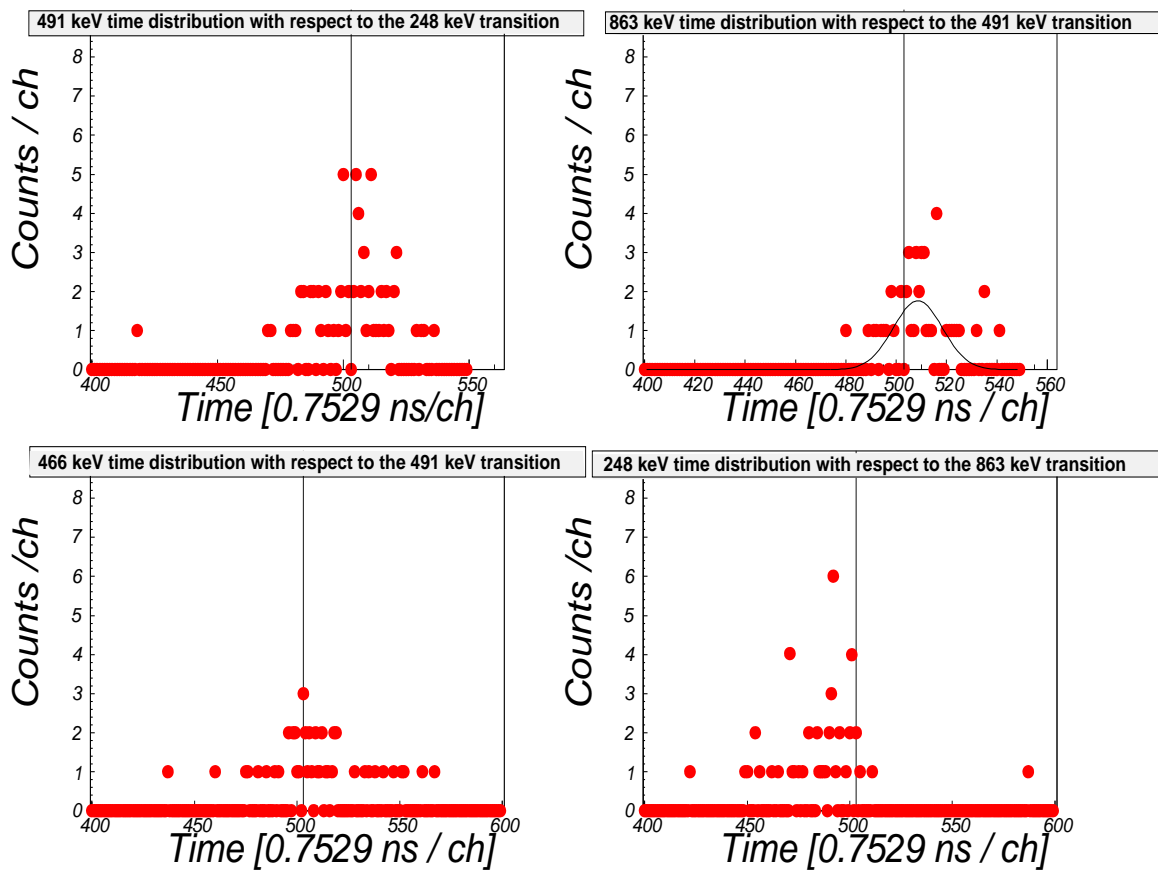 491 keV time distribution with respect to the 248 keV transition
Counts / ch
8
7
6
5
4
3
2
1
0
400 450 500 550
Time [0.7529 ns/ch]
863 keV time distribution with respect to the 491 keV transition
Counts / ch
8
7
6
5
4
3
2
1
0
400 420 440 460 480 500 520 540 560
Time [0.7529 ns / ch]
466 keV time distribution with respect to the 491 keV transition
Counts /ch
8
7
6
5
4
3
2
1
0
400 450 500 550 600
Time [0.7529 ns / ch]
248 keV time distribution with respect to the 863 keV transition
Counts / ch
8
7
6
5
4
3
2
1
0
400 450 500 550 600
Time [0.7529 ns / ch]